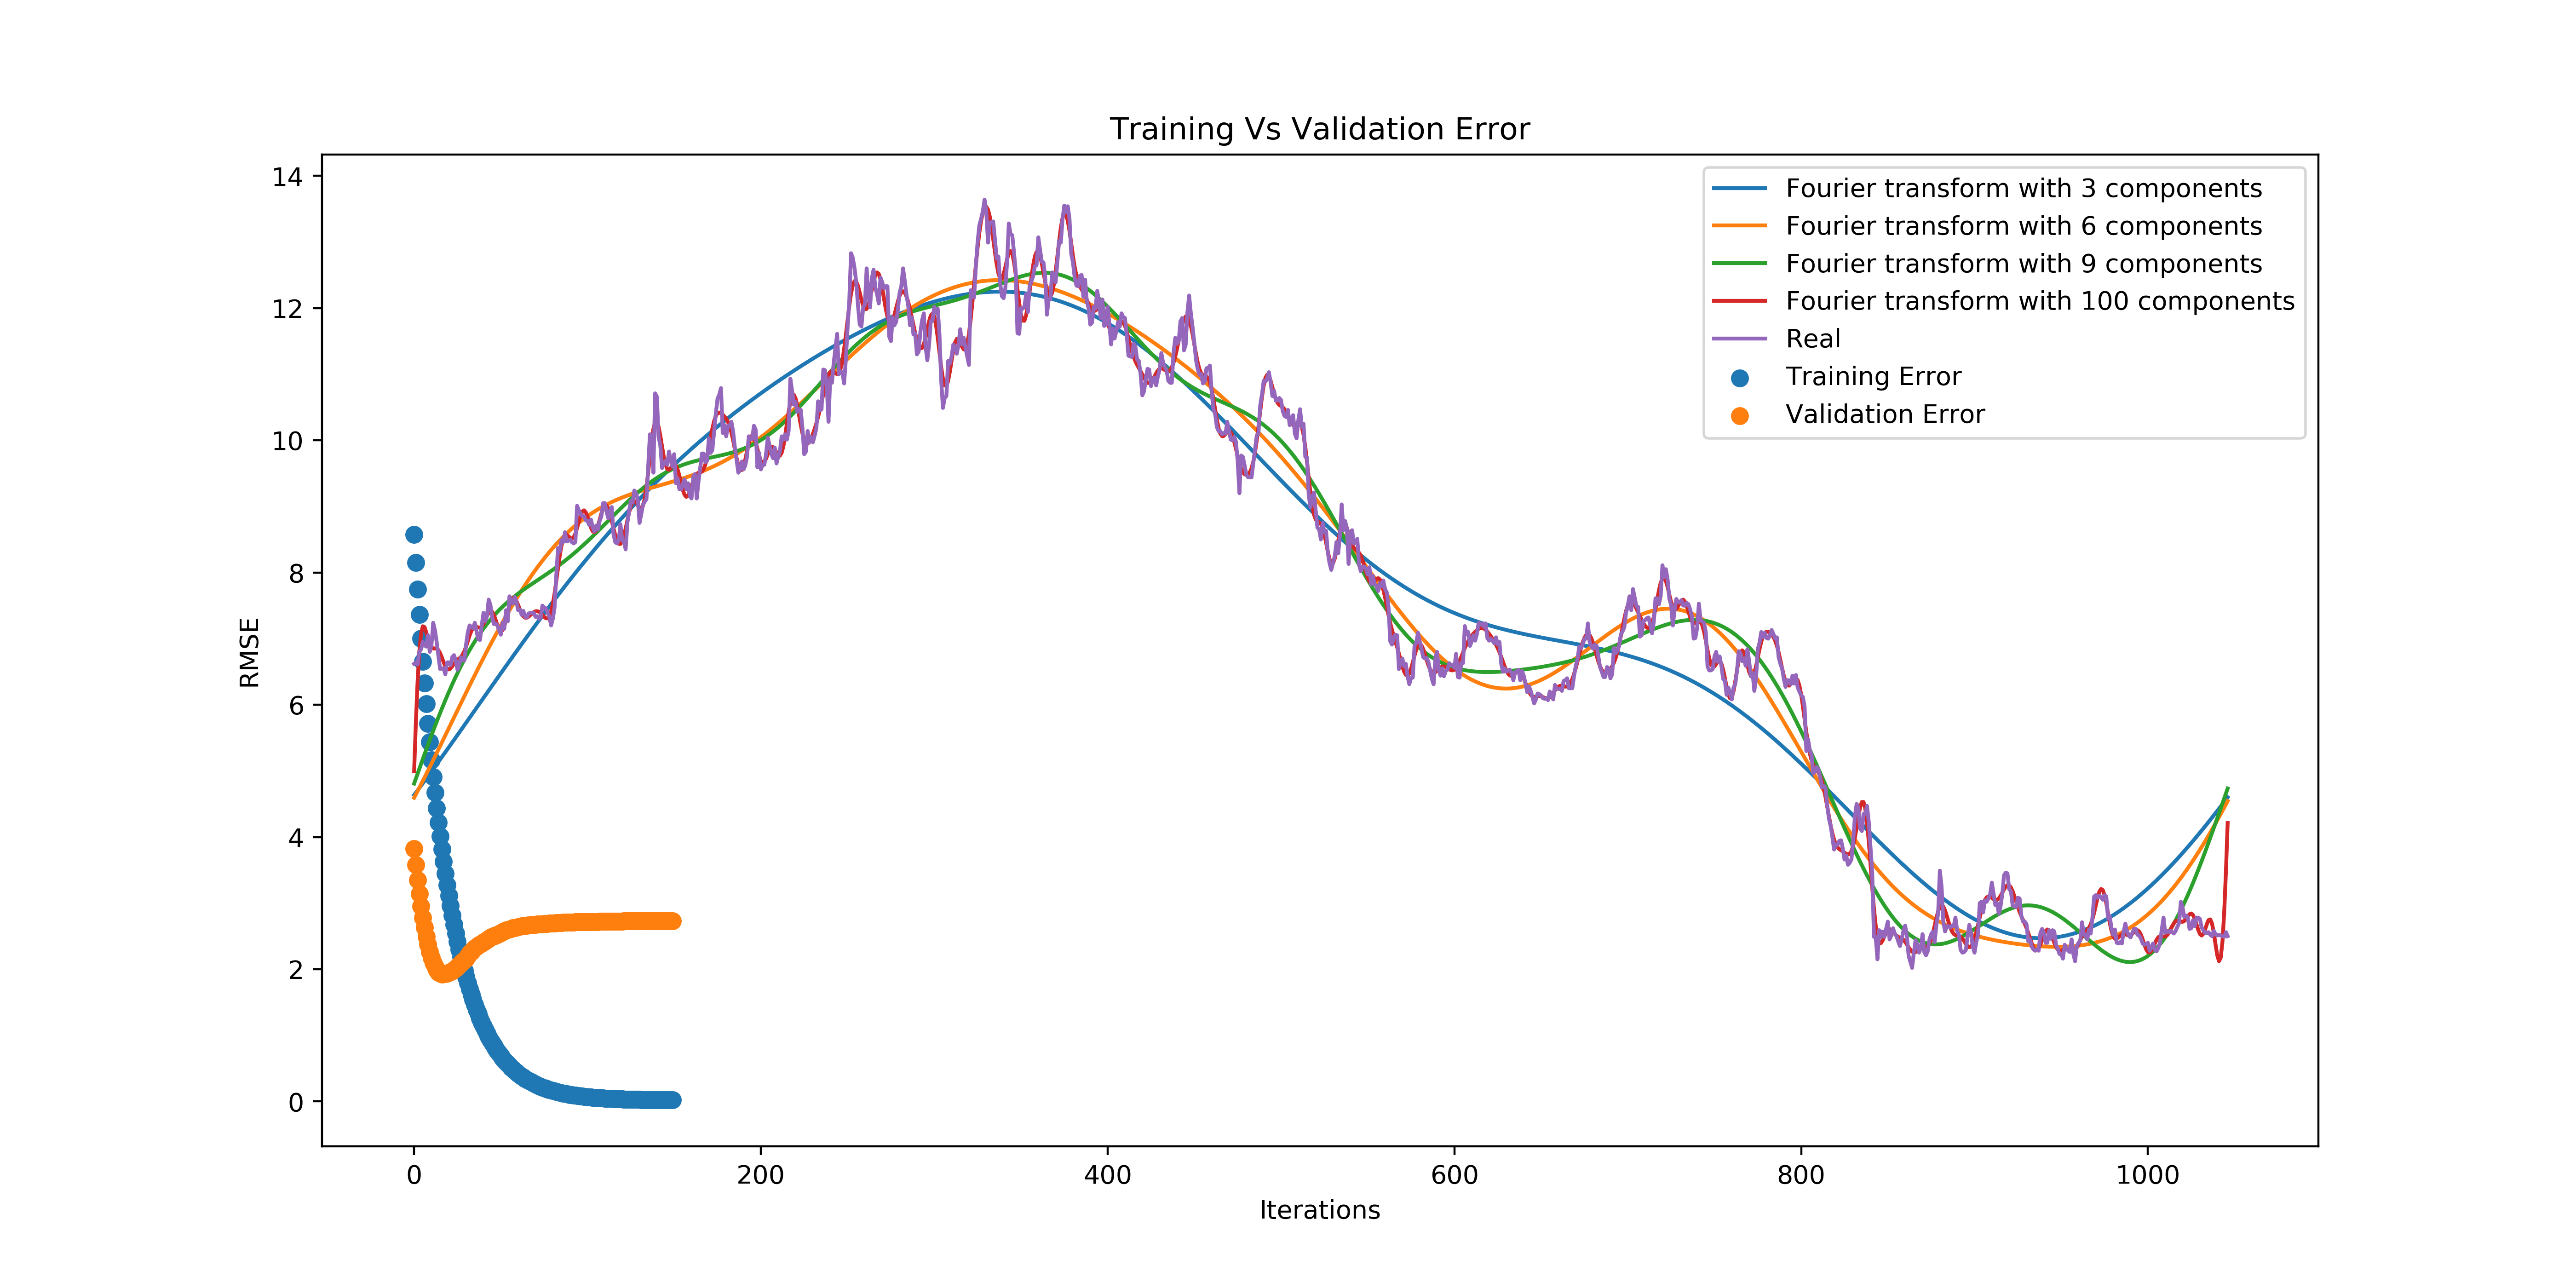 Training Vs Validation Error
14
12
10
8
6
4
2
0
RMSE
Fourier transform with 3 components
Fourier transform with 6 components
Fourier transform with 9 components
Fourier transform with 100 components
Real
Training Error
Validation Error
0 200 400 600 800 1000
Iterations